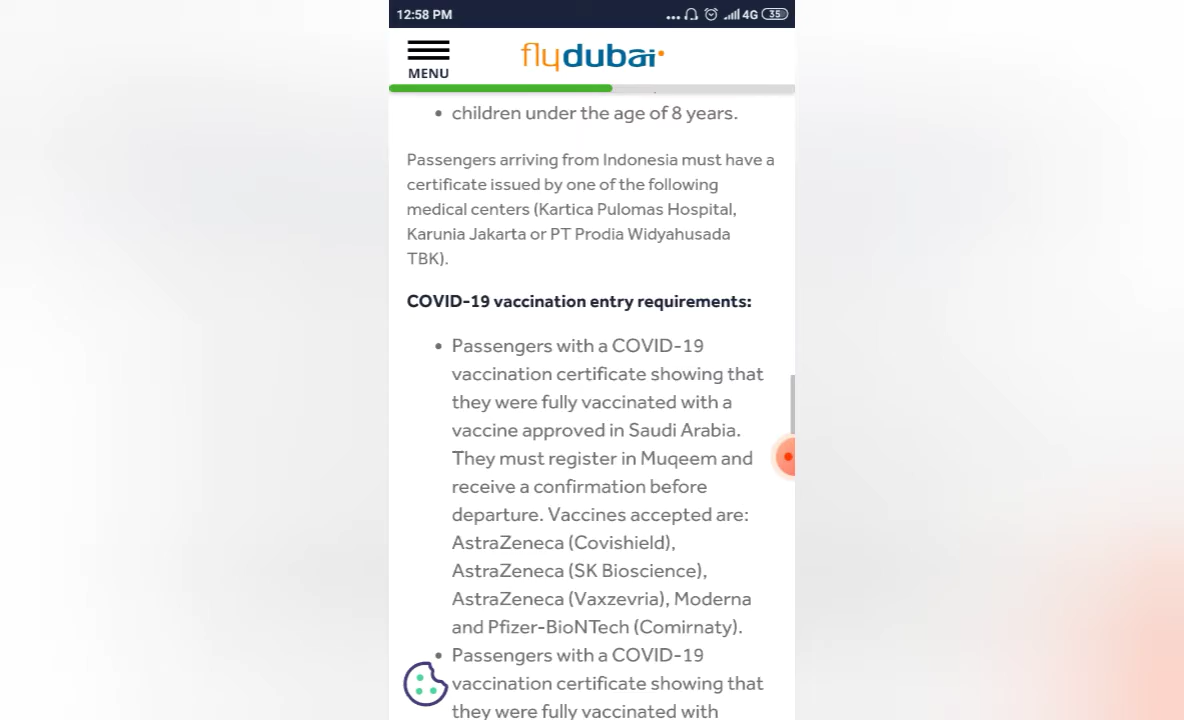 12:58 PM
4G 35
flydubai
MENU
• children under the age of 8 years.
Passengers arriving from Indonesia must have a
certificate issued by one of the following
medical centers (Kartica Pulomas Hospital,
Karunia Jakarta or PT Prodia Widyahusada
TBK).
COVID-19 vaccination entry requirements:
• Passengers with a COVID-19
vaccination certificate showing that
they were fully vaccinated with a
vaccine approved in Saudi Arabia.
They must register in Muqeem and
receive a confirmation before
departure. Vaccines accepted are:
AstraZeneca (Covishield),
AstraZeneca (SK Bioscience),
AstraZeneca (Vaxzevria), Moderna
and Pfizer-BioNTech (Comirnaty).
• Passengers with a COVID-19
vaccination certificate showing that
they were fully vaccinated with